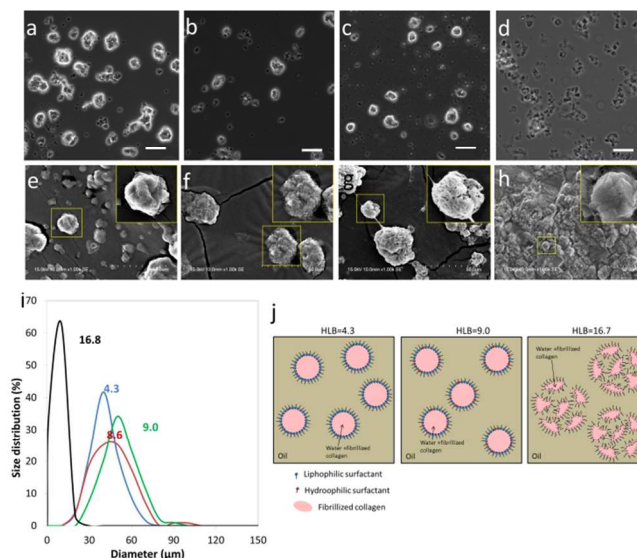 a
b
c
d
e
f
g
h
i
70
60
50
40
30
20
10
0
0
30
60
90
120
150
Size disstribution (%)
Diameter (µm)
16.8
4.3
8.6
9.0
j
HLB=4.3
HLB=9.0
HLB=16.7
Water +fibrillized
collagen
Oil
Water +fibrillized
collagen
Oil
Water +fibrillized
collagen
Oil
Liphophilic surfactant
Hydroophilic surfactant
Fibrillized collagen